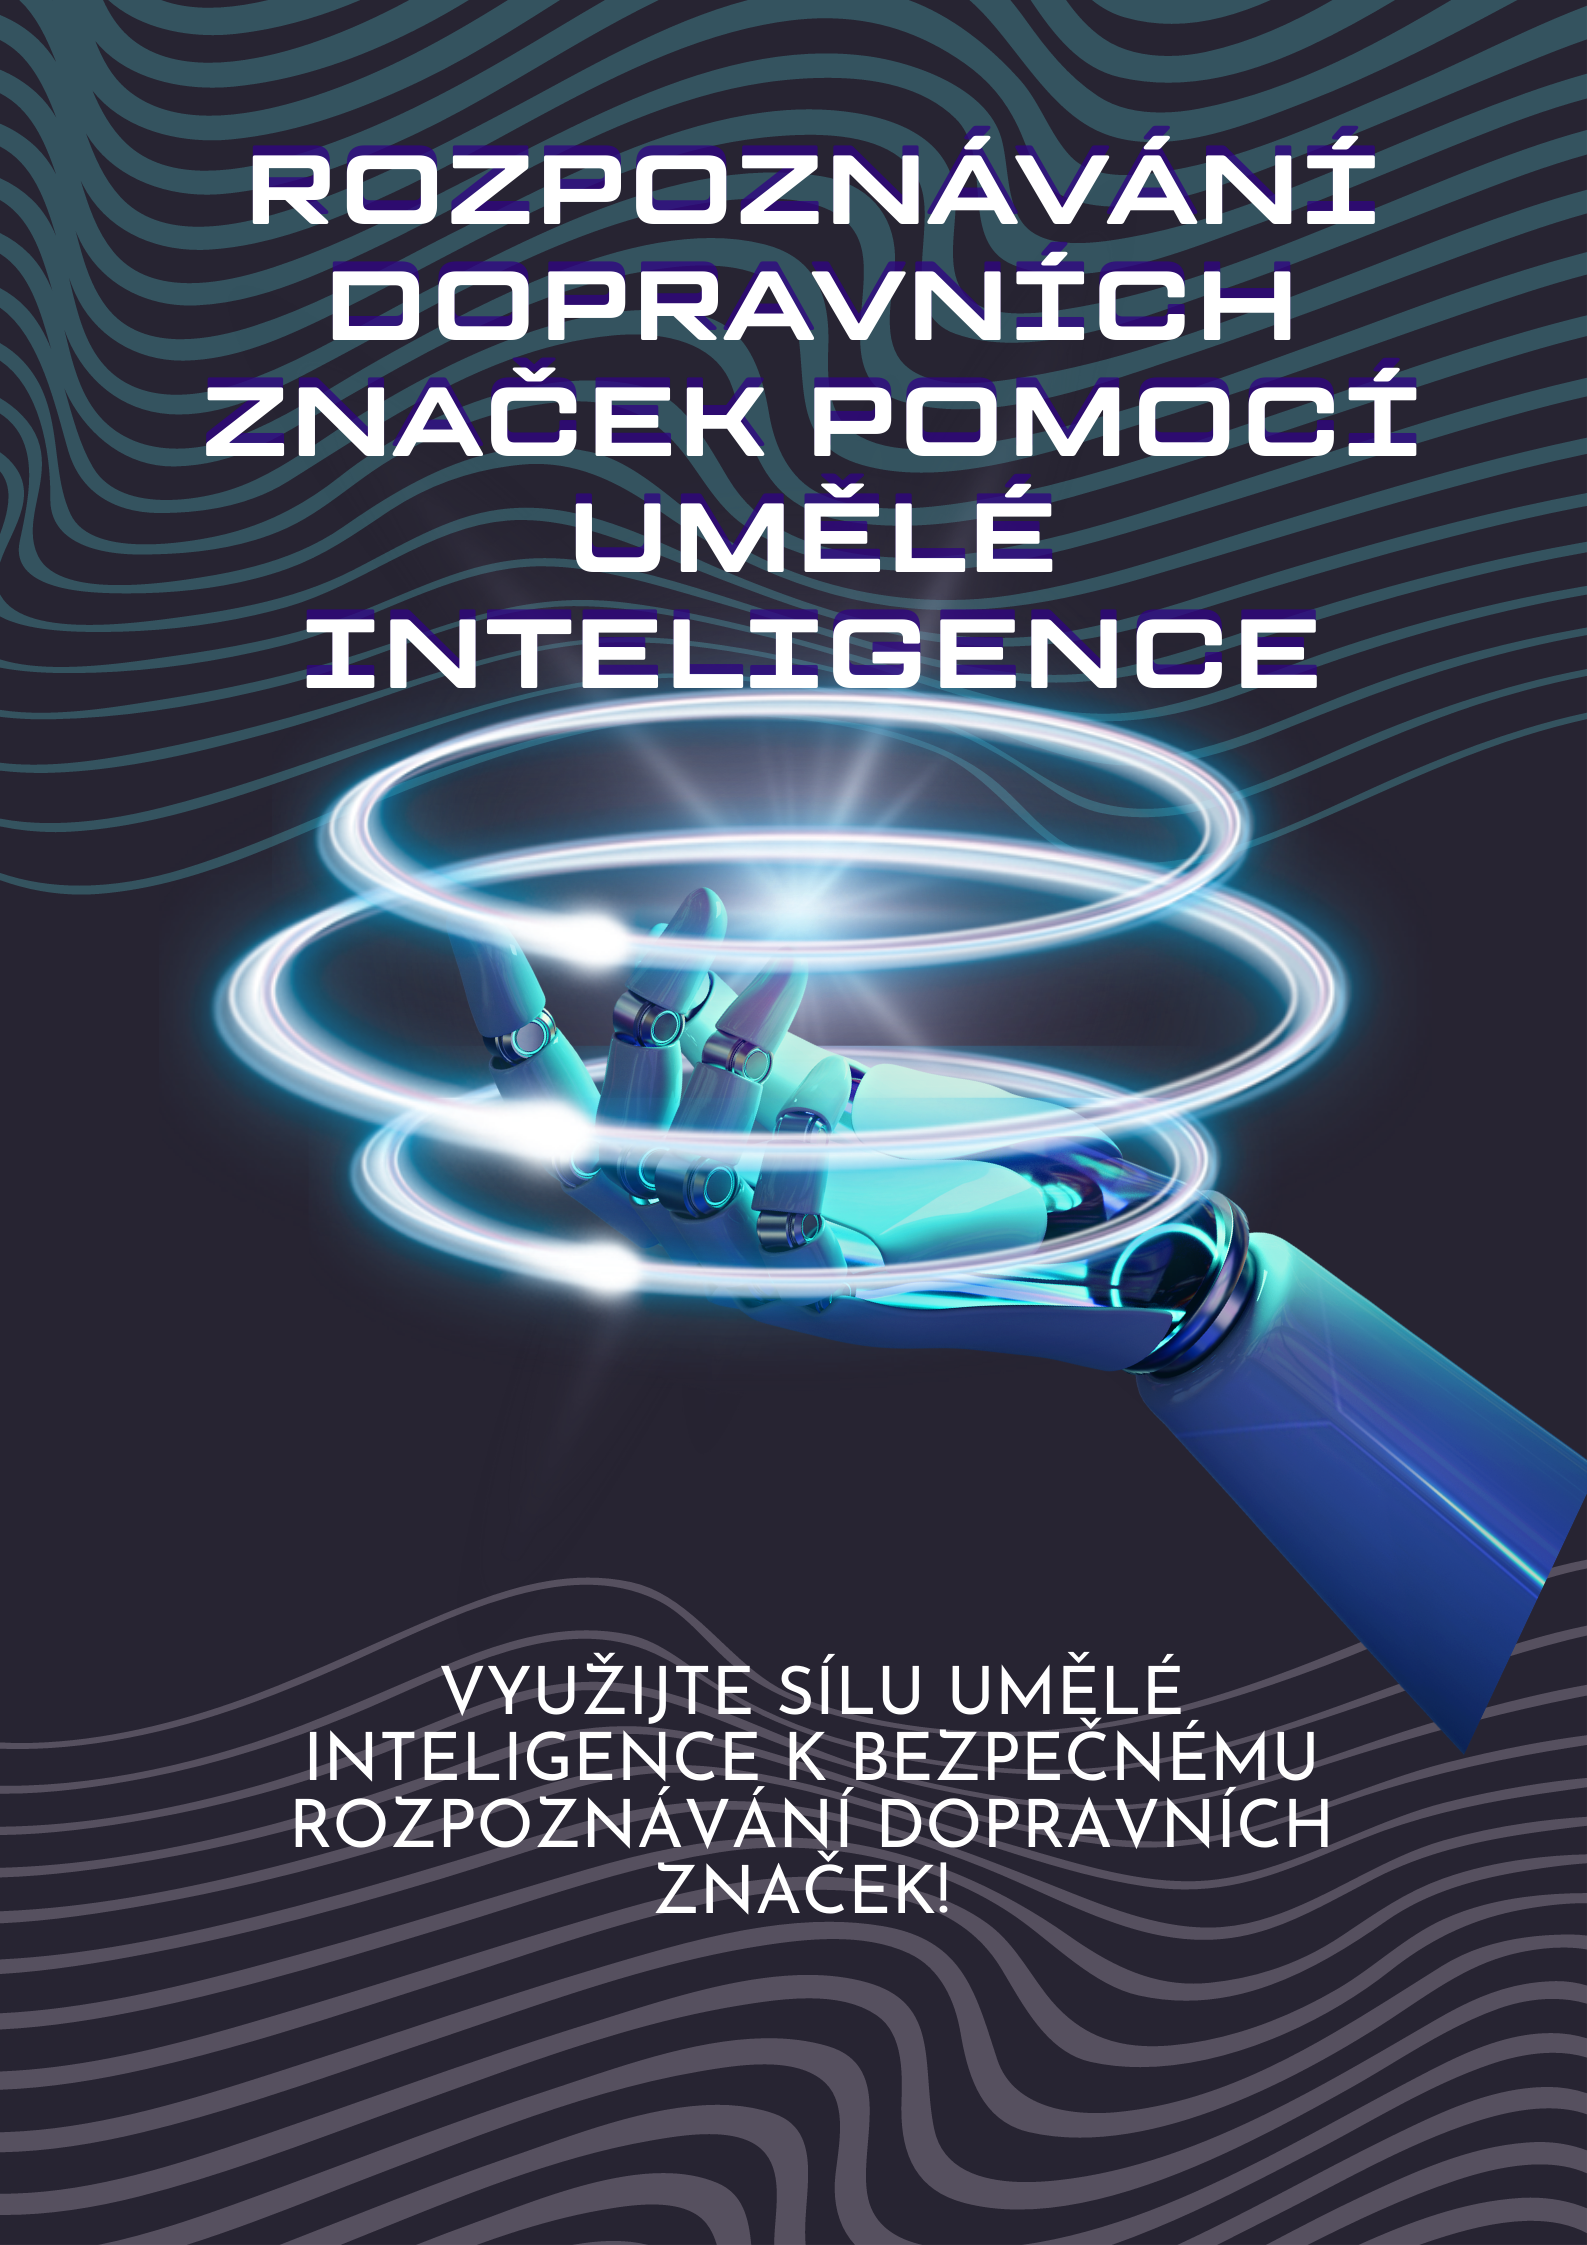 ROZPOZNÁVÁNÍ
DOPRAVNÍCH
ZNAČEK POMOCÍ
UMĚLÉ
INTELIGENCE
VYUŽIJTE SÍLU UMĚLÉ
INTELIGENCE K BEZPEČNÉMU
ROZPOZNÁVÁNÍ DOPRAVNÍCH
ZNAČEK!